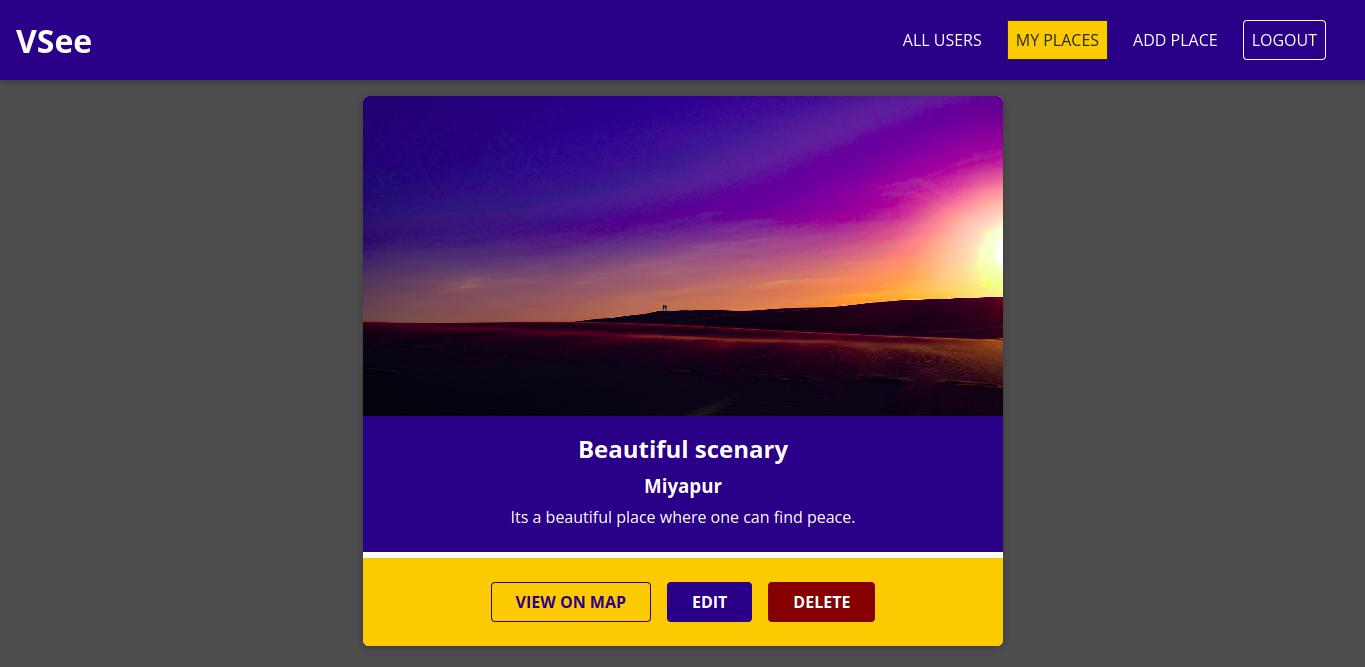 VSee
ALL USERS MY PLACES ADD PLACE LOGOUT
Beautiful scenary
Miyapur
Its a beautiful place where one can find peace.
VIEW ON MAP EDIT DELETE